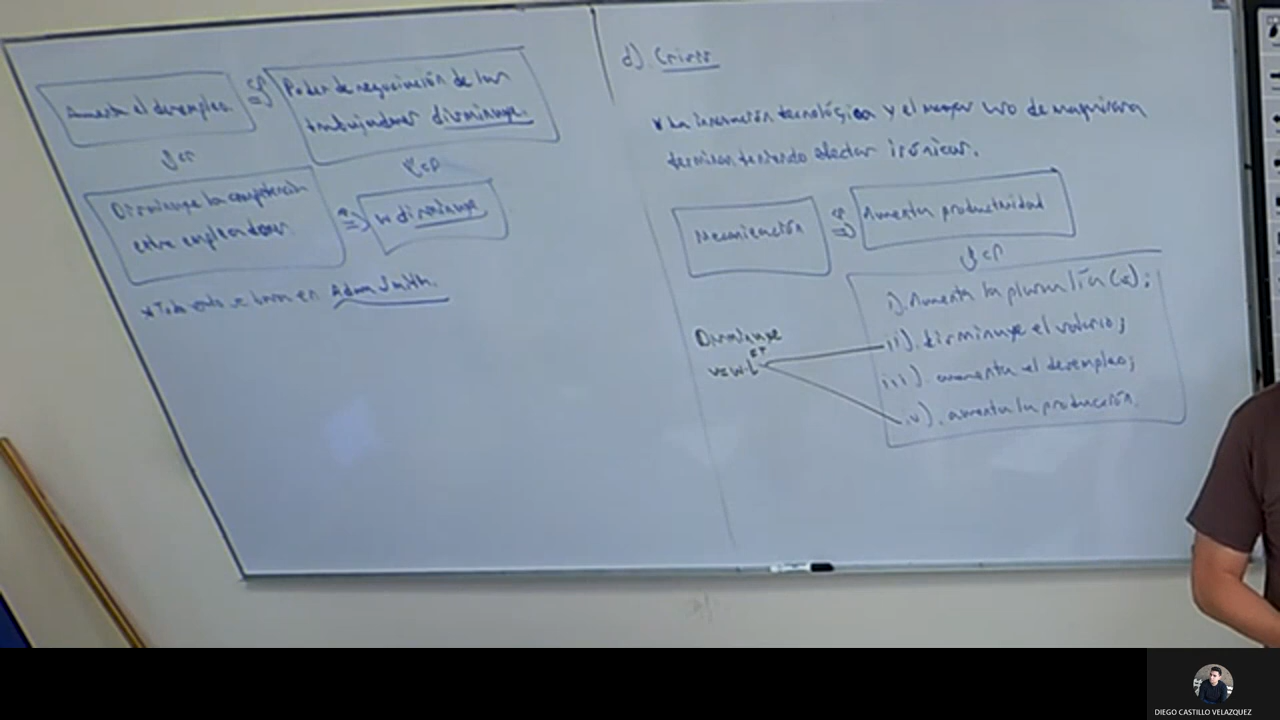 Aumenta el desempleo.
cp
⇒
Poder de negociación de los
trabajadores disminuye.
⇓ cp
⇓ cp
Disminuye la competencia
entre empleadores
⇒
w disminuye
* Todo esto se basa en Adam Smith.
d). Crisis
* La innovación tecnológica y el mayor uso de maquinaria
terminan teniendo efectos irónicos.
Mecanización
cp
⇒
Aumenta productividad
⇓ cp
i). Aumenta la plusvalía (s);
ii). disminuye el salario;
iii). aumenta el desempleo;
iv). aumenta la producción.
Disminuye
DIEGO CASTILLO VELAZQUEZ